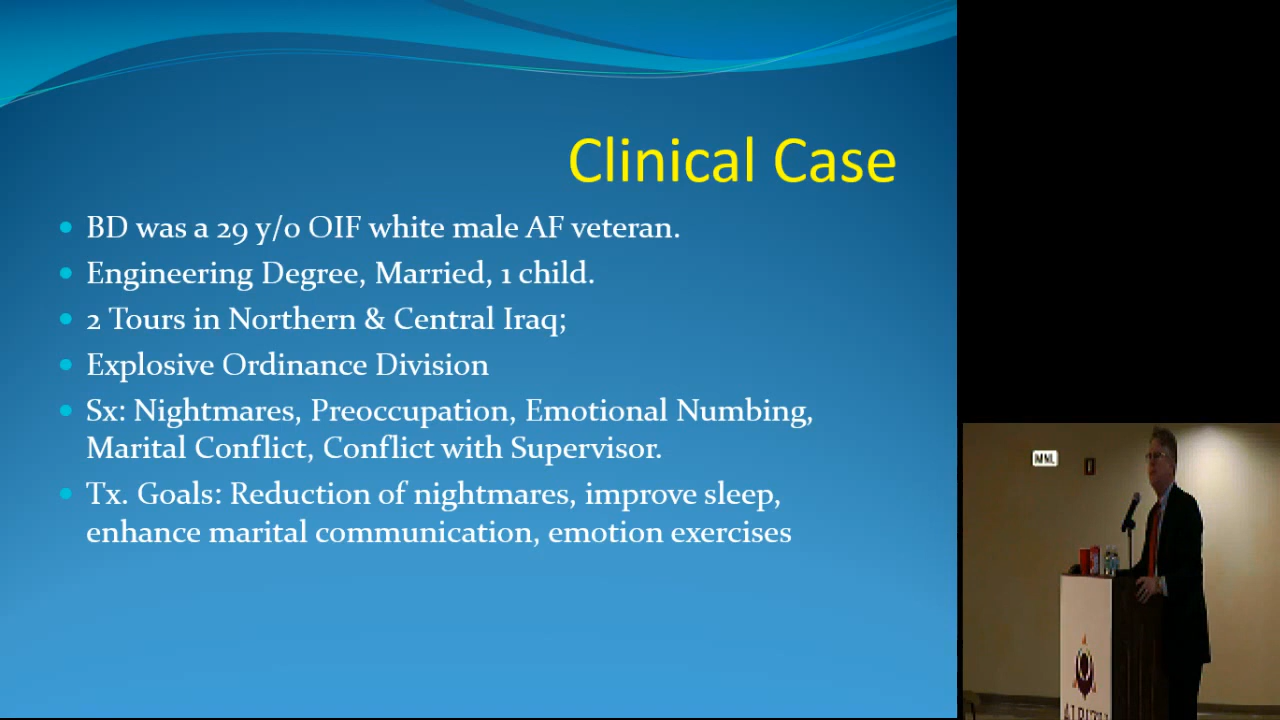 Clinical Case
BD was a 29 y/o OIF white male AF veteran.
Engineering Degree, Married, 1 child.
2 Tours in Northern & Central Iraq;
Explosive Ordinance Division
Sx: Nightmares, Preoccupation, Emotional Numbing,
Marital Conflict, Conflict with Supervisor.
Tx. Goals: Reduction of nightmares, improve sleep,
enhance marital communication, emotion exercises